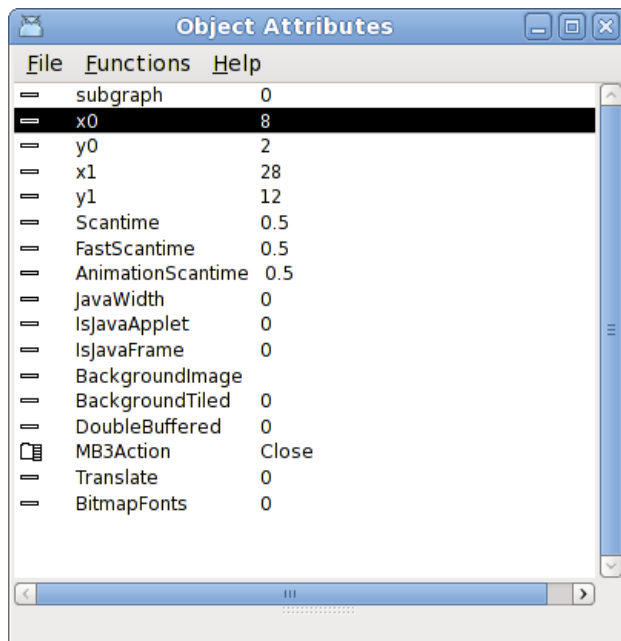 Object Attributes
File Functions Help
subgraph 0
x0 8
y0 2
x1 28
y1 12
Scantime 0.5
FastScantime 0.5
AnimationScantime 0.5
JavaWidth 0
IsJavaApplet 0
IsJavaFrame 0
BackgroundImage
BackgroundTiled 0
DoubleBuffered 0
MB3Action Close
Translate 0
BitmapFonts 0